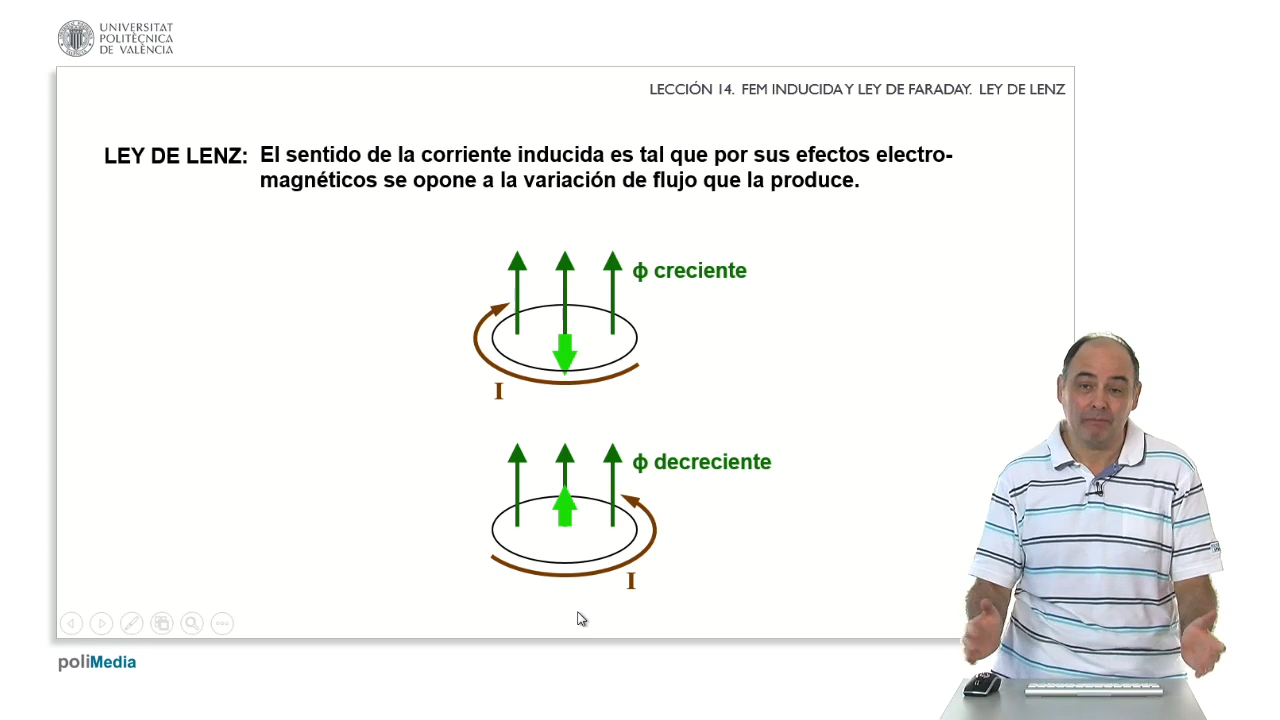 UNIVERSITAT
POLITÈCNICA
DE VALÈNCIA
LECCIÓN 14. FEM INDUCIDA Y LEY DE FARADAY. LEY DE LENZ
LEY DE LENZ: El sentido de la corriente inducida es tal que por sus efectos electro-
magnéticos se opone a la variación de flujo que la produce.
ϕ creciente
I
ϕ decreciente
I
poliMedia